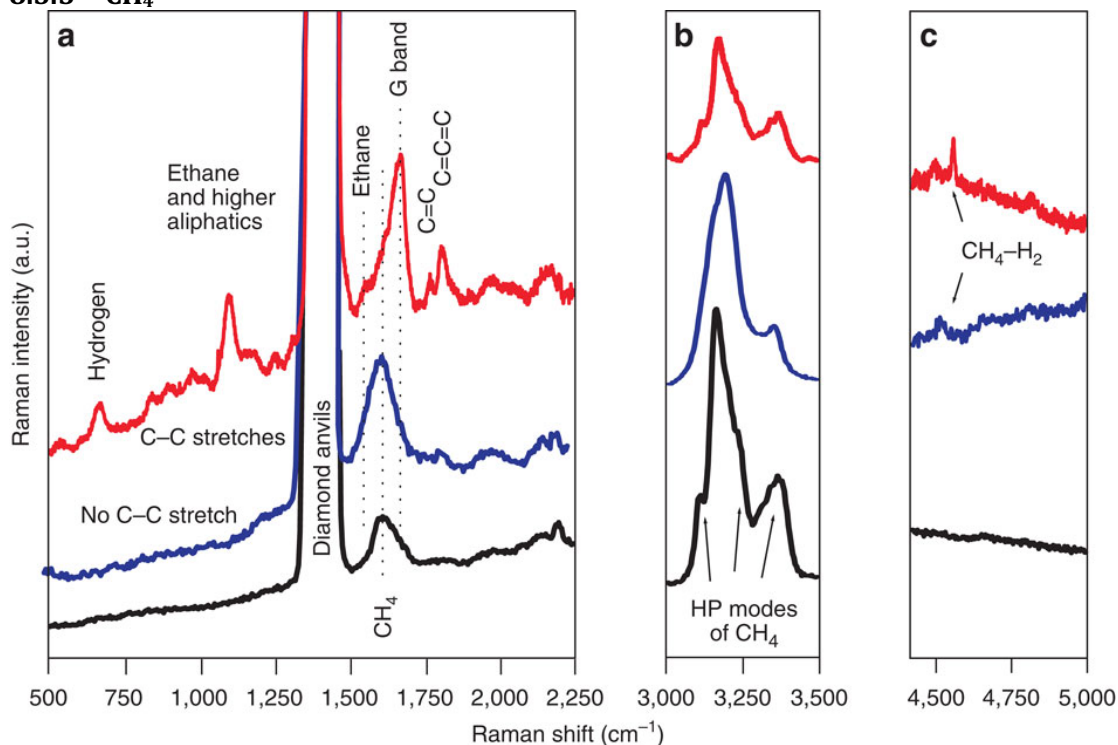 CH₄
a
b
c
G band
Ethane
C=C=C=C
C=C
Ethane
and higher
aliphatics
Hydrogen
C–C stretches
No C–C stretch
Diamond anvils
CH₄
HP modes
of CH₄
CH₄–H₂
Raman intensity (a.u.)
500 750 1,000 1,250 1,500 1,750 2,000 2,250
3,000 3,250 3,500
4,500 4,750 5,000
Raman shift (cm⁻¹)